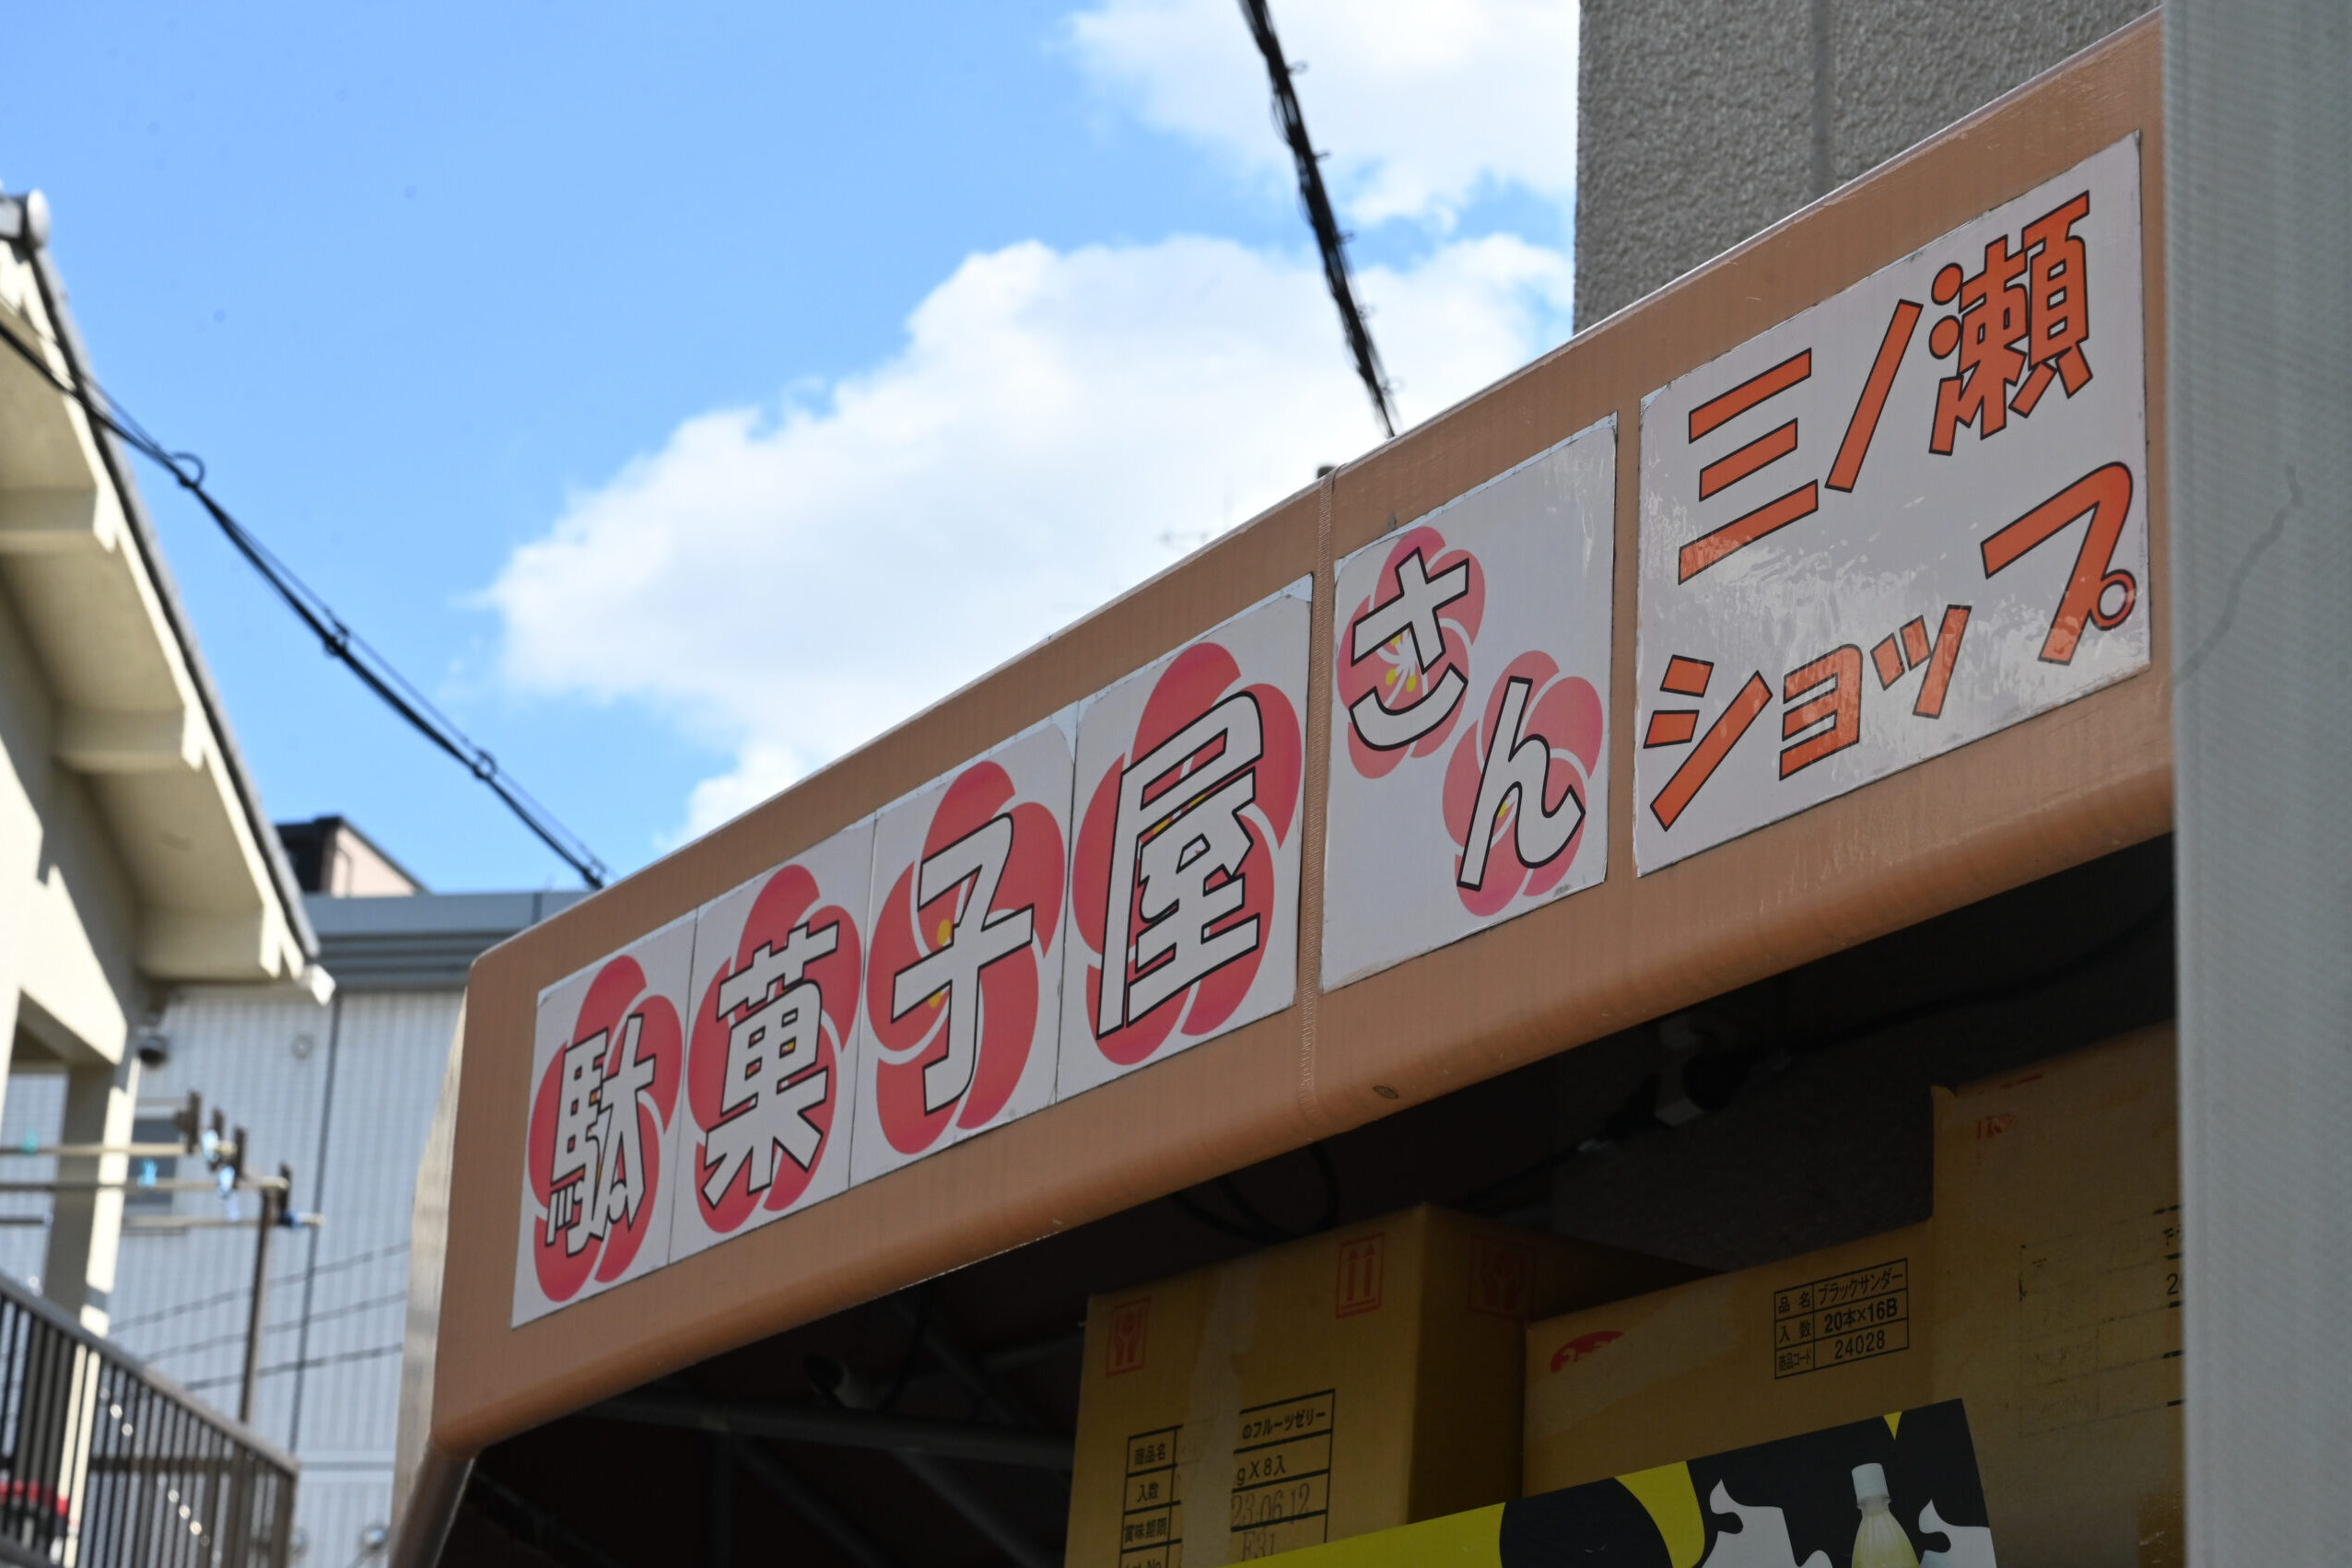 駄菓子屋さん
三ノ瀬
ショップ
品名 ブラックサンダー
入数 20本×16B
商品コード 24028
商品名 のフルーツゼリー
入数 g×8入
賞味期限 23.06.12